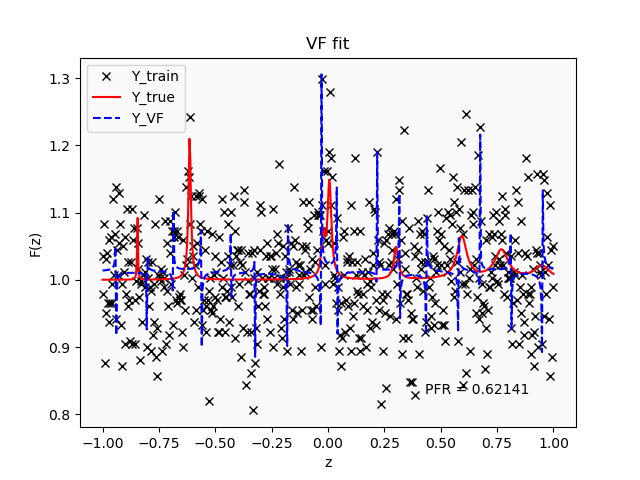 VF fit
Y_train
Y_true
Y_VF
F(z)
1.3
1.2
1.1
1.0
0.9
0.8
PFR = 0.62141
−1.00 −0.75 −0.50 −0.25 0.00 0.25 0.50 0.75 1.00
z